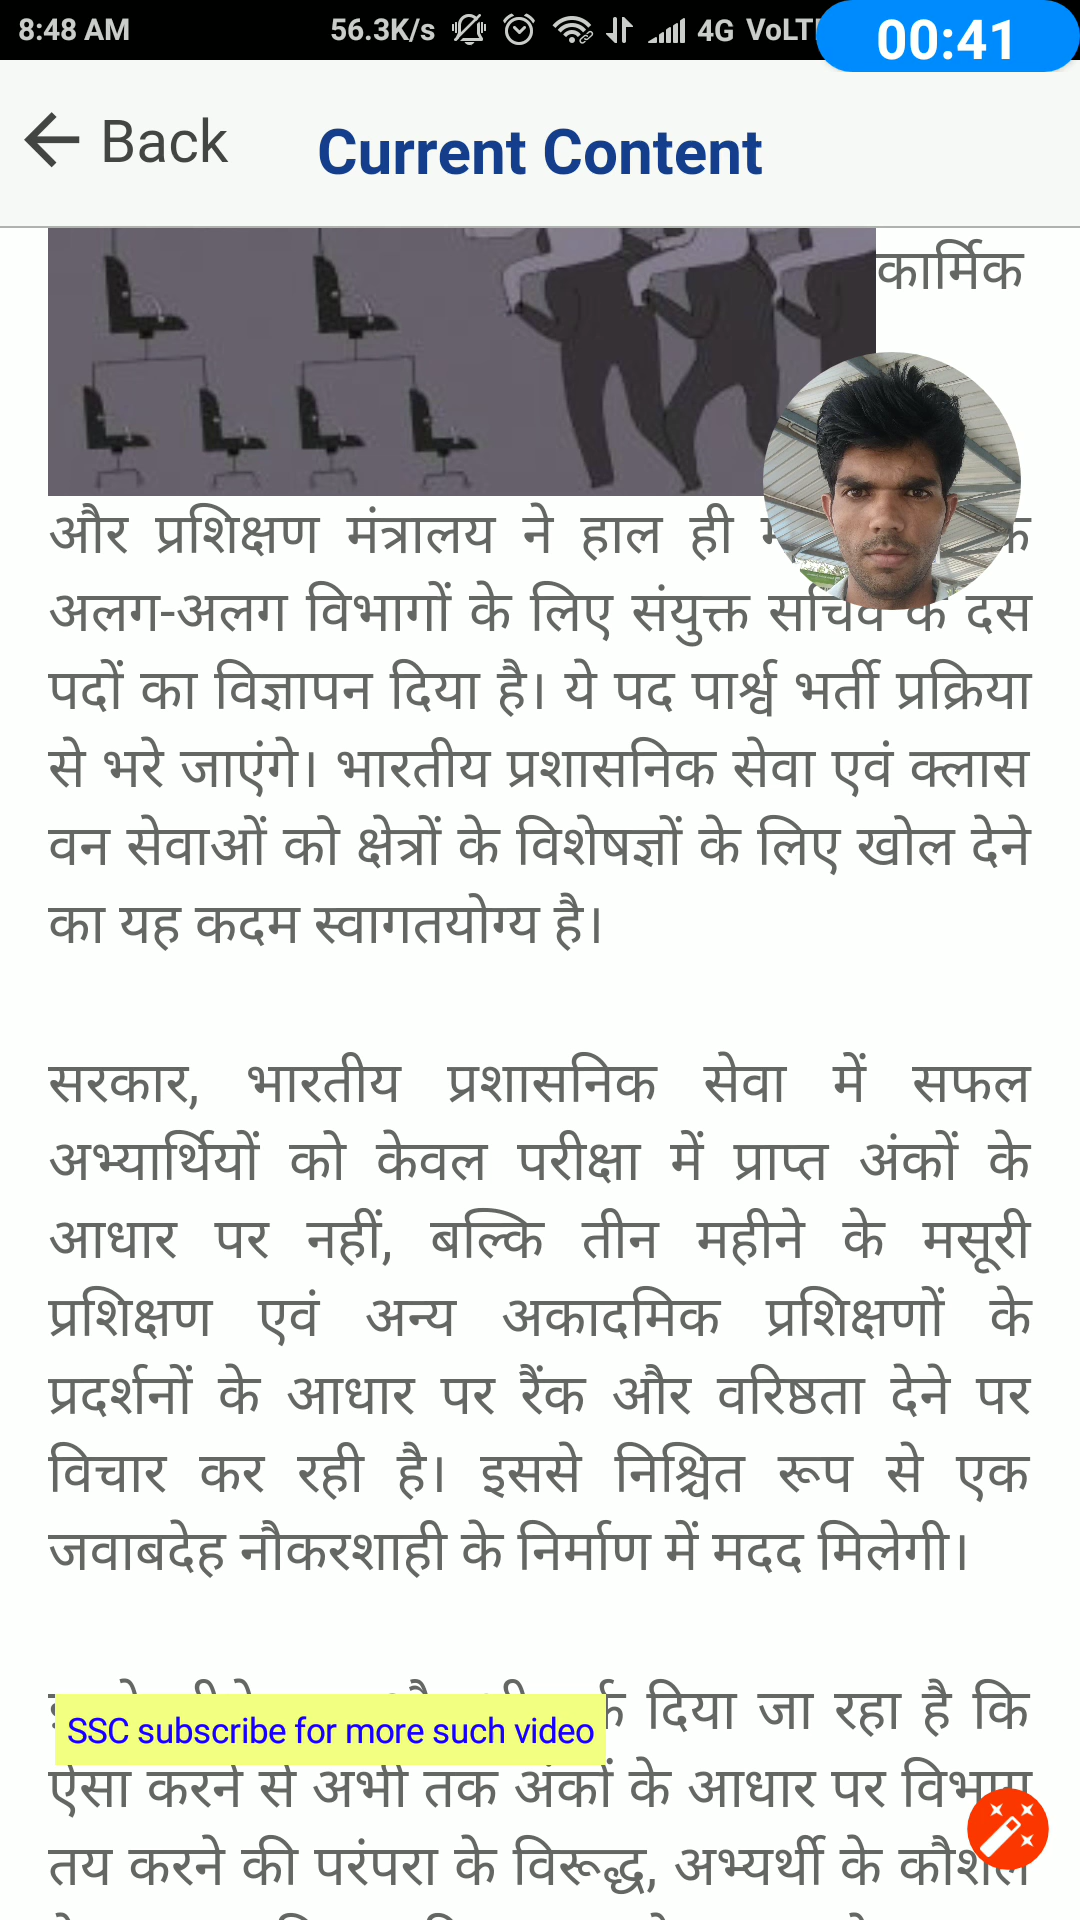 8:48 AM 56.3K/s 4G VoLT 00:41
Back Current Content
कार्मिक
और प्रशिक्षण मंत्रालय ने हाल ही
अलग-अलग विभागों के लिए संयुक्त सचिव के दस
पदों का विज्ञापन दिया है। ये पद पार्श्व भर्ती प्रक्रिया
से भरे जाएंगे। भारतीय प्रशासनिक सेवा एवं क्लास
वन सेवाओं को क्षेत्रों के विशेषज्ञों के लिए खोल देने
का यह कदम स्वागतयोग्य है।
सरकार, भारतीय प्रशासनिक सेवा में सफल
अभ्यार्थियों को केवल परीक्षा में प्राप्त अंकों के
आधार पर नहीं, बल्कि तीन महीने के मसूरी
प्रशिक्षण एवं अन्य अकादमिक प्रशिक्षणों के
प्रदर्शनों के आधार पर रैंक और वरिष्ठता देने पर
विचार कर रही है। इससे निश्चित रूप से एक
जवाबदेह नौकरशाही के निर्माण में मदद मिलेगी।
दिया जा रहा है कि
SSC subscribe for more such video
ऐसा करने से अभी तक अंकों के आधार पर विभाग
तय करने की परंपरा के विरूद्ध, अभ्यर्थी के कौशल